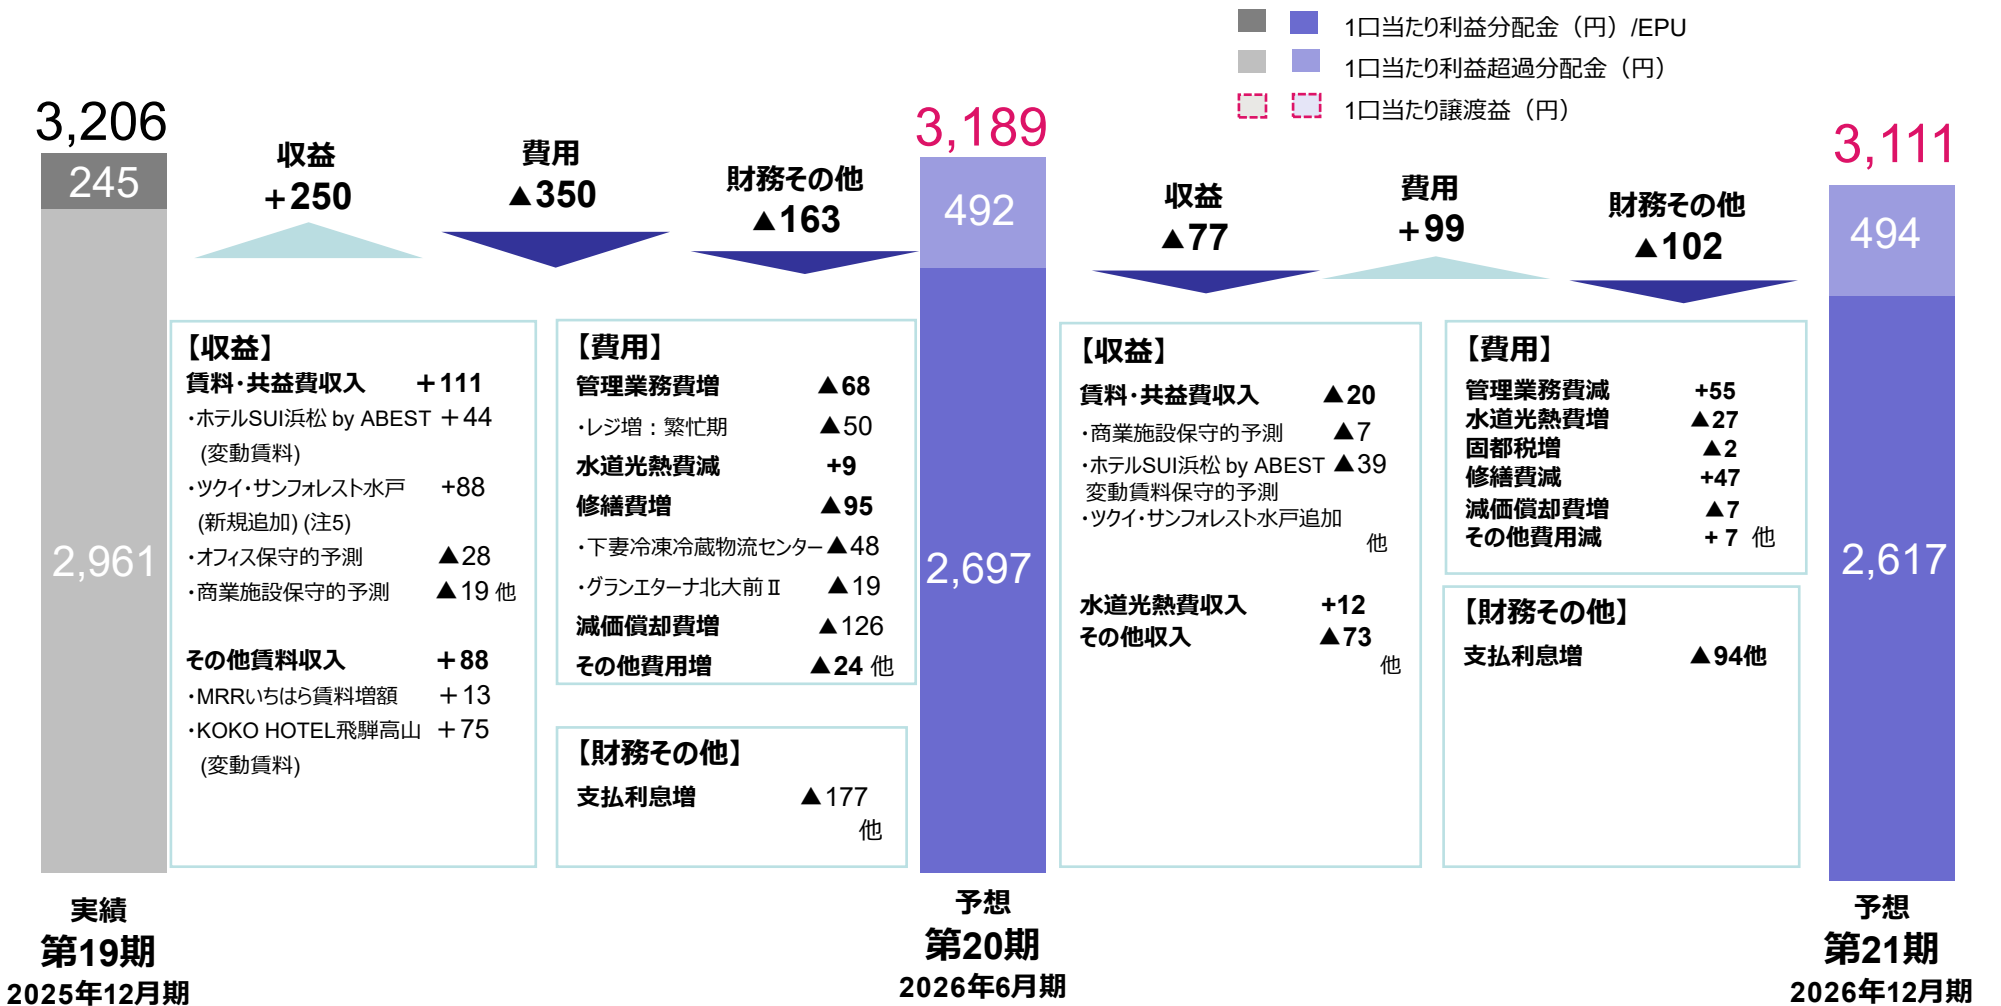 1口当たり利益分配金（円）/EPU
1口当たり利益超過分配金（円）
1口当たり譲渡益（円）
3,206
245
2,961
実績
第19期
2025年12月期
収益
+250
費用
▲350
財務その他
▲163
【収益】
賃料･共益費収入 +111
･ホテルSUI浜松 by ABEST +44
(変動賃料)
･ツクイ･サンフォレスト水戸 +88
(新規追加) (注5)
･オフィス保守的予測 ▲28
･商業施設保守的予測 ▲19 他
その他賃料収入 +88
･MRRいちはら賃料増額 +13
･KOKO HOTEL飛騨高山 +75
(変動賃料)
【費用】
管理業務費増 ▲68
･レジ増：繁忙期 ▲50
水道光熱費減 +9
修繕費増 ▲95
･下妻冷凍冷蔵物流センター ▲48
･グランエターナ北大前Ⅱ ▲19
減価償却費増 ▲126
その他費用増 ▲24 他
【財務その他】
支払利息増 ▲177
他
3,189
492
2,697
予想
第20期
2026年6月期
収益
▲77
費用
+99
財務その他
▲102
【収益】
賃料･共益費収入 ▲20
･商業施設保守的予測 ▲7
･ホテルSUI浜松 by ABEST ▲39
変動賃料保守的予測
･ツクイ･サンフォレスト水戸追加
他
水道光熱費収入 +12
その他収入 ▲73
他
【費用】
管理業務費減 +55
水道光熱費増 ▲27
固都税増 ▲2
修繕費減 +47
減価償却費増 ▲7
その他費用減 +7 他
【財務その他】
支払利息増 ▲94他
3,111
494
2,617
予想
第21期
2026年12月期